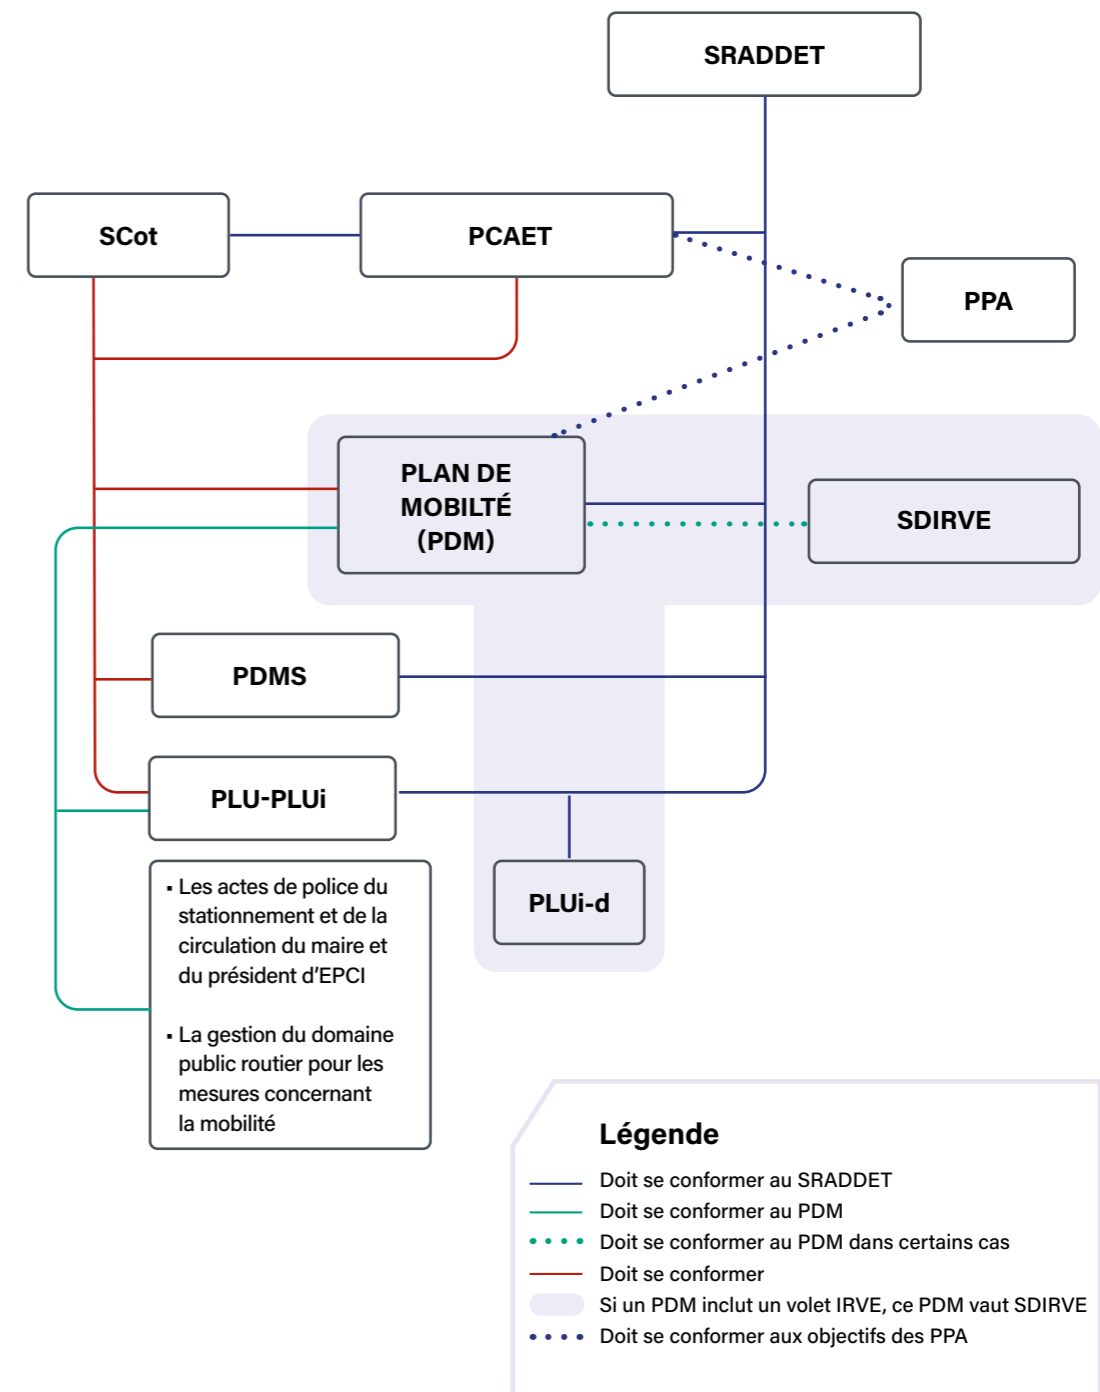 SRADDET
SCot
PCAET
PPA
PLAN DE
MOBILTÉ
(PDM)
SDIRVE
PDMS
PLU-PLUi
PLUi-d
▪ Les actes de police du
stationnement et de la
circulation du maire et
du président d’EPCI
▪ La gestion du domaine
public routier pour les
mesures concernant
la mobilité
Légende
Doit se conformer au SRADDET
Doit se conformer au PDM
Doit se conformer au PDM dans certains cas
Doit se conformer
Si un PDM inclut un volet IRVE, ce PDM vaut SDIRVE
Doit se conformer aux objectifs des PPA